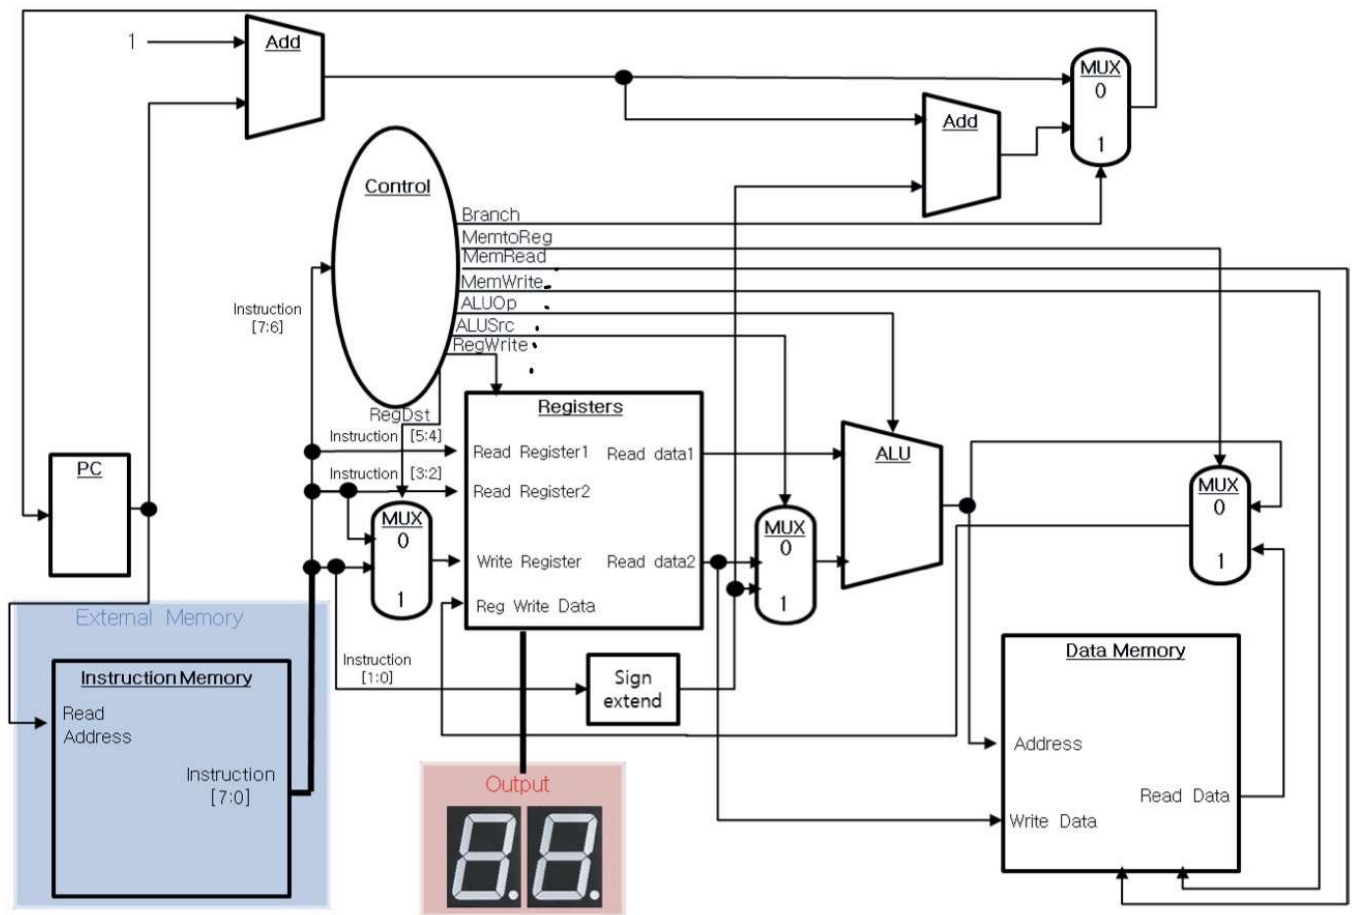 1
Add
MUX
0
1
Add
Control
Branch
MemtoReg
MemRead
MemWrite
ALUOp
ALUSrc
RegWrite
RegDst
Instruction
[7:6]
Instruction [5:4]
Instruction [3:2]
Registers
Read Register1
Read data1
Read Register2
Write Register
Read data2
Reg Write Data
PC
MUX
0
1
MUX
0
1
ALU
MUX
0
1
External Memory
Instruction Memory
Read
Address
Instruction
[7:0]
Instruction
[1:0]
Sign
extend
Output
88
Data Memory
Address
Read Data
Write Data